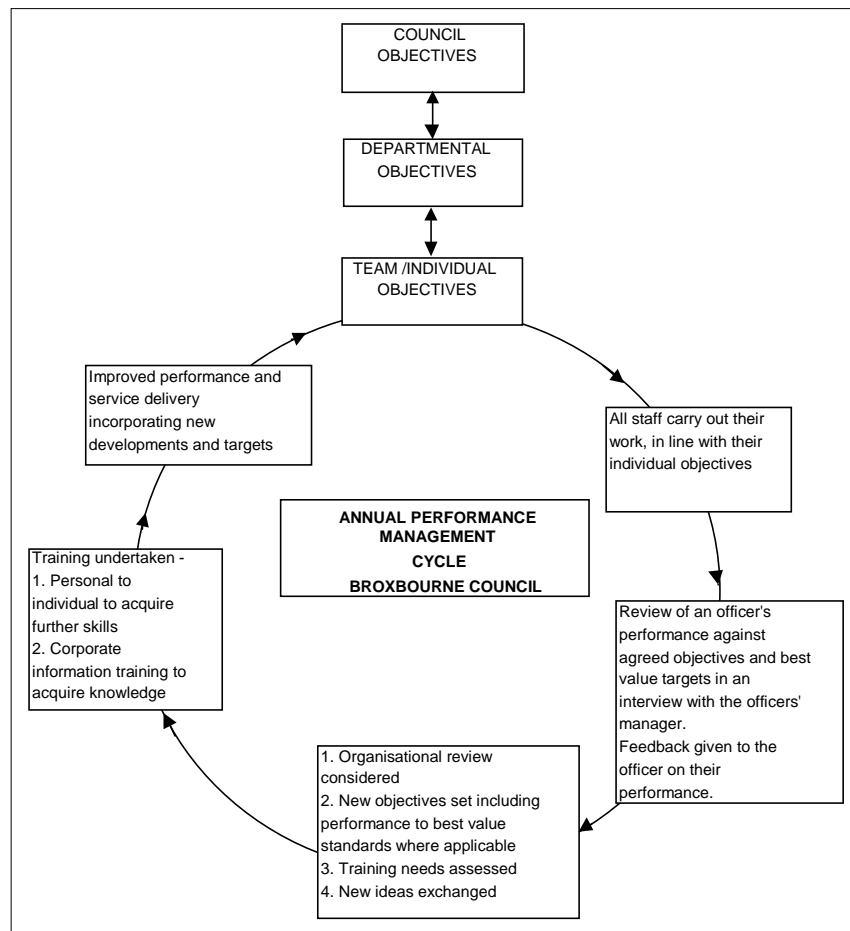 COUNCIL
OBJECTIVES
DEPARTMENTAL
OBJECTIVES
TEAM /INDIVIDUAL
OBJECTIVES
Improved performance and
service delivery
incorporating new
developments and targets
All staff carry out their
work, in line with their
individual objectives
ANNUAL PERFORMANCE
MANAGEMENT
CYCLE
BROXBOURNE COUNCIL
Training undertaken -
1. Personal to
individual to acquire
further skills
2. Corporate
information training to
acquire knowledge
Review of an officer's
performance against
agreed objectives and best
value targets in an
interview with the officers'
manager.
Feedback given to the
officer on their
performance.
1. Organisational review
considered
2. New objectives set including
performance to best value
standards where applicable
3. Training needs assessed
4. New ideas exchanged